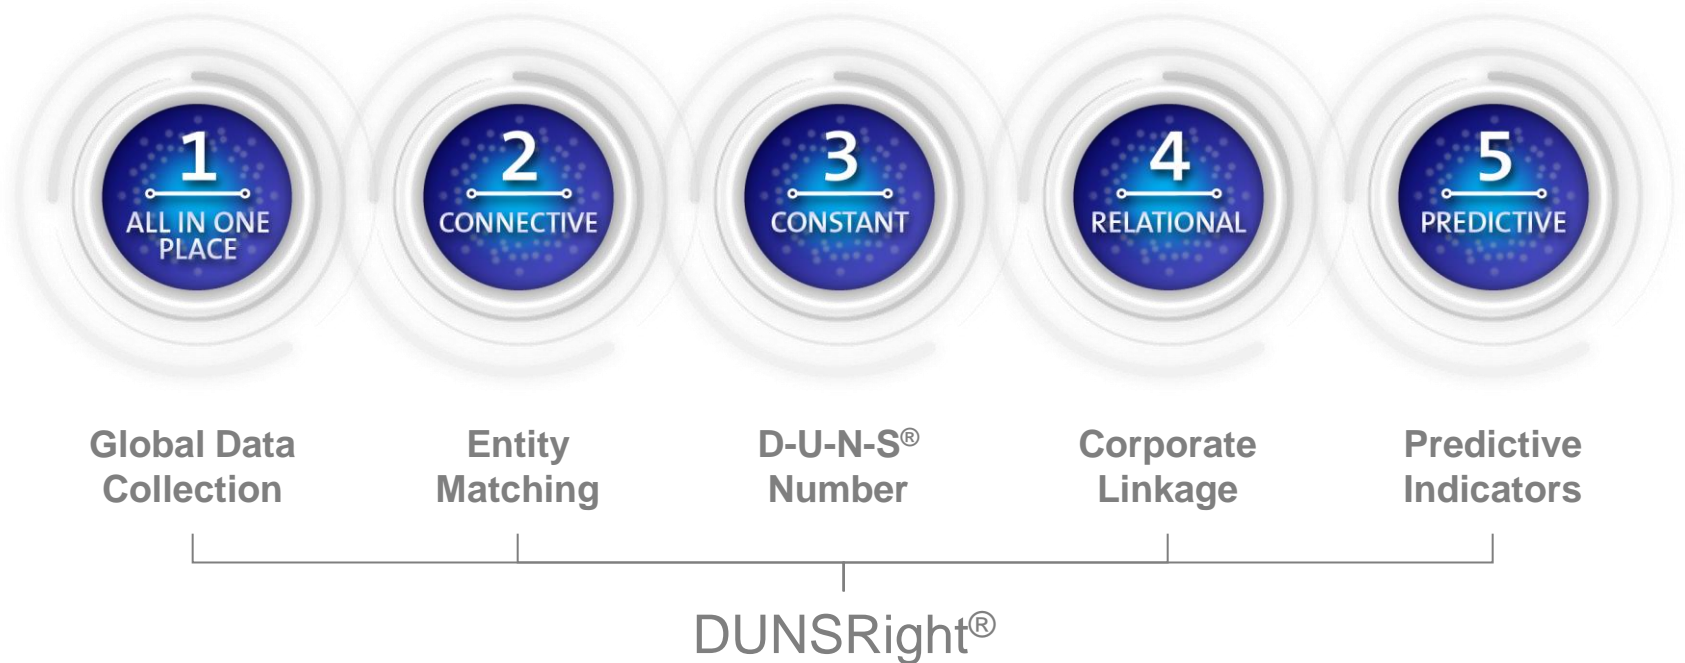 1
ALL IN ONE
PLACE
2
CONNECTIVE
3
CONSTANT
4
RELATIONAL
5
PREDICTIVE
Global Data
Collection
Entity
Matching
D-U-N-S®
Number
Corporate
Linkage
Predictive
Indicators
DUNSRight®